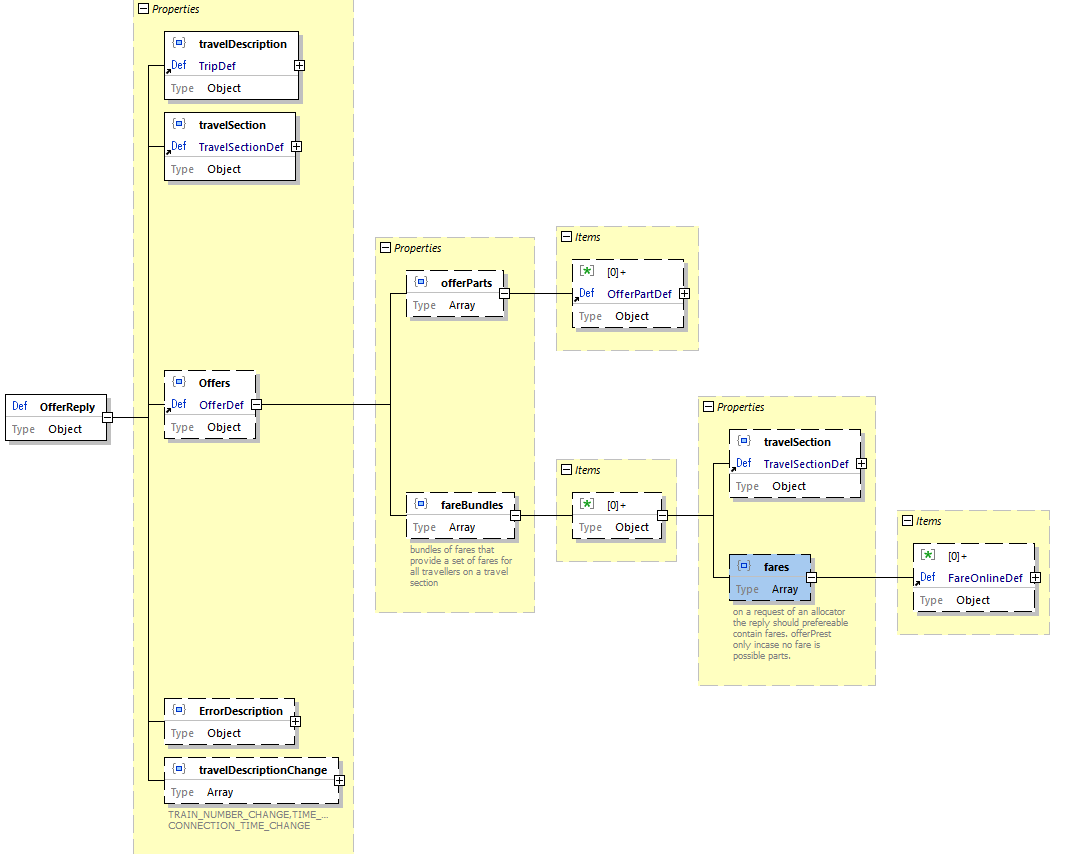 Properties
travelDescription
Def TripDef
Type Object
travelSection
Def TravelSectionDef
Type Object
Def OfferReply
Type Object
Offers
Def OfferDef
Type Object
Properties
offerParts
Type Array
Items
[0]+
Def OfferPartDef
Type Object
fareBundles
Type Array
bundles of fares that
provide a set of fares for
all travellers on a travel
section
Items
[0]+
Type Object
Properties
travelSection
Def TravelSectionDef
Type Object
fares
Type Array
on a request of an allocator
the reply should prefereable
contain fares. offerPrest
only incase no fare is
possible parts.
Items
[0]+
Def FareOnlineDef
Type Object
ErrorDescription
Type Object
travelDescriptionChange
Type Array
TRAIN_NUMBER_CHANGE,TIME_...
CONNECTION_TIME_CHANGE